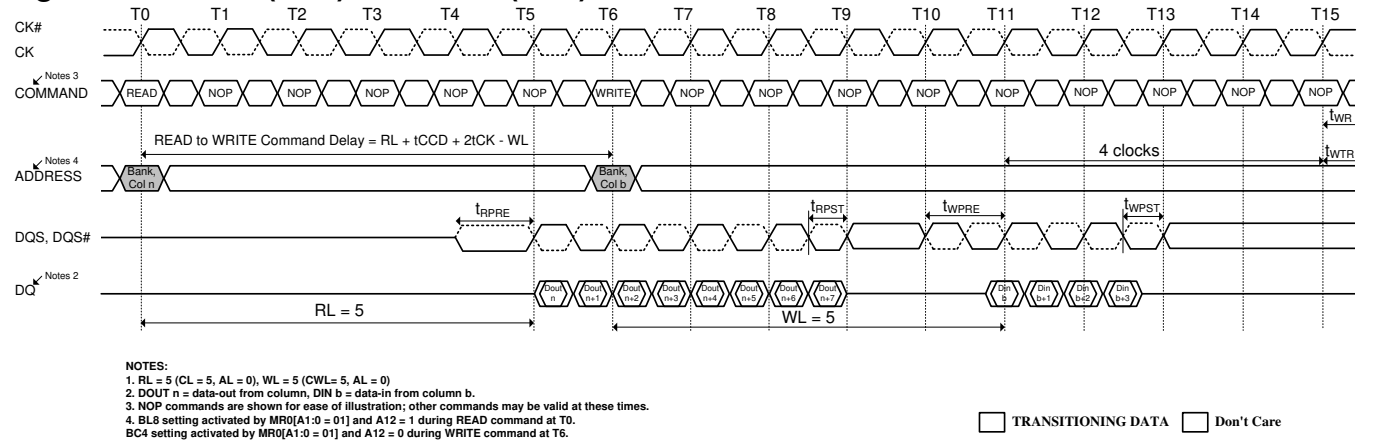 T0 T1 T2 T3 T4 T5 T6 T7 T8 T9 T10 T11 T12 T13 T14 T15
CK#
CK
Notes 3
COMMAND READ NOP NOP NOP NOP NOP WRITE NOP NOP NOP NOP NOP NOP NOP NOP NOP
tWR
READ to WRITE Command Delay = RL + tCCD + 2tCK - WL
4 clocks tWTR
Notes 4
ADDRESS
Bank, Col n
Bank, Col b
tRPRE tRPST tWPRE tWPST
DQS, DQS#
Notes 2
DQ
Dout n
Dout n+1
Dout n+2
Dout n+3
Dout n+4
Dout n+5
Dout n+6
Dout n+7
Din b
Din b+1
Din b+2
Din b+3
RL = 5
WL = 5
NOTES:
1. RL = 5 (CL = 5, AL = 0), WL = 5 (CWL= 5, AL = 0)
2. DOUT n = data-out from column, DIN b = data-in from column b.
3. NOP commands are shown for ease of illustration; other commands may be valid at these times.
4. BL8 setting activated by MR0[A1:0 = 01] and A12 = 1 during READ command at T0.
BC4 setting activated by MR0[A1:0 = 01] and A12 = 0 during WRITE command at T6.
TRANSITIONING DATA Don't Care